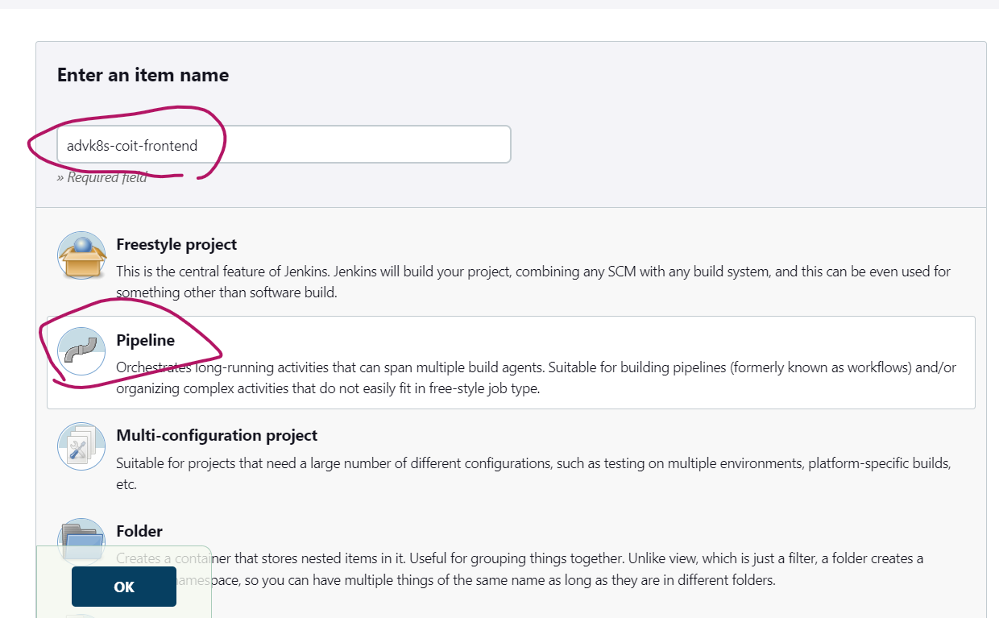 Enter an item name
advk8s-coit-frontend
» Required field
Freestyle project
This is the central feature of Jenkins. Jenkins will build your project, combining any SCM with any build system, and this can be even used for
something other than software build.
Pipeline
Orchestrates long-running activities that can span multiple build agents. Suitable for building pipelines (formerly known as workflows) and/or
organizing complex activities that do not easily fit in free-style job type.
Multi-configuration project
Suitable for projects that need a large number of different configurations, such as testing on multiple environments, platform-specific builds,
etc.
Folder
Creates a container that stores nested items in it. Useful for grouping things together. Unlike view, which is just a filter, a folder creates a
namespace, so you can have multiple things of the same name as long as they are in different folders.
OK